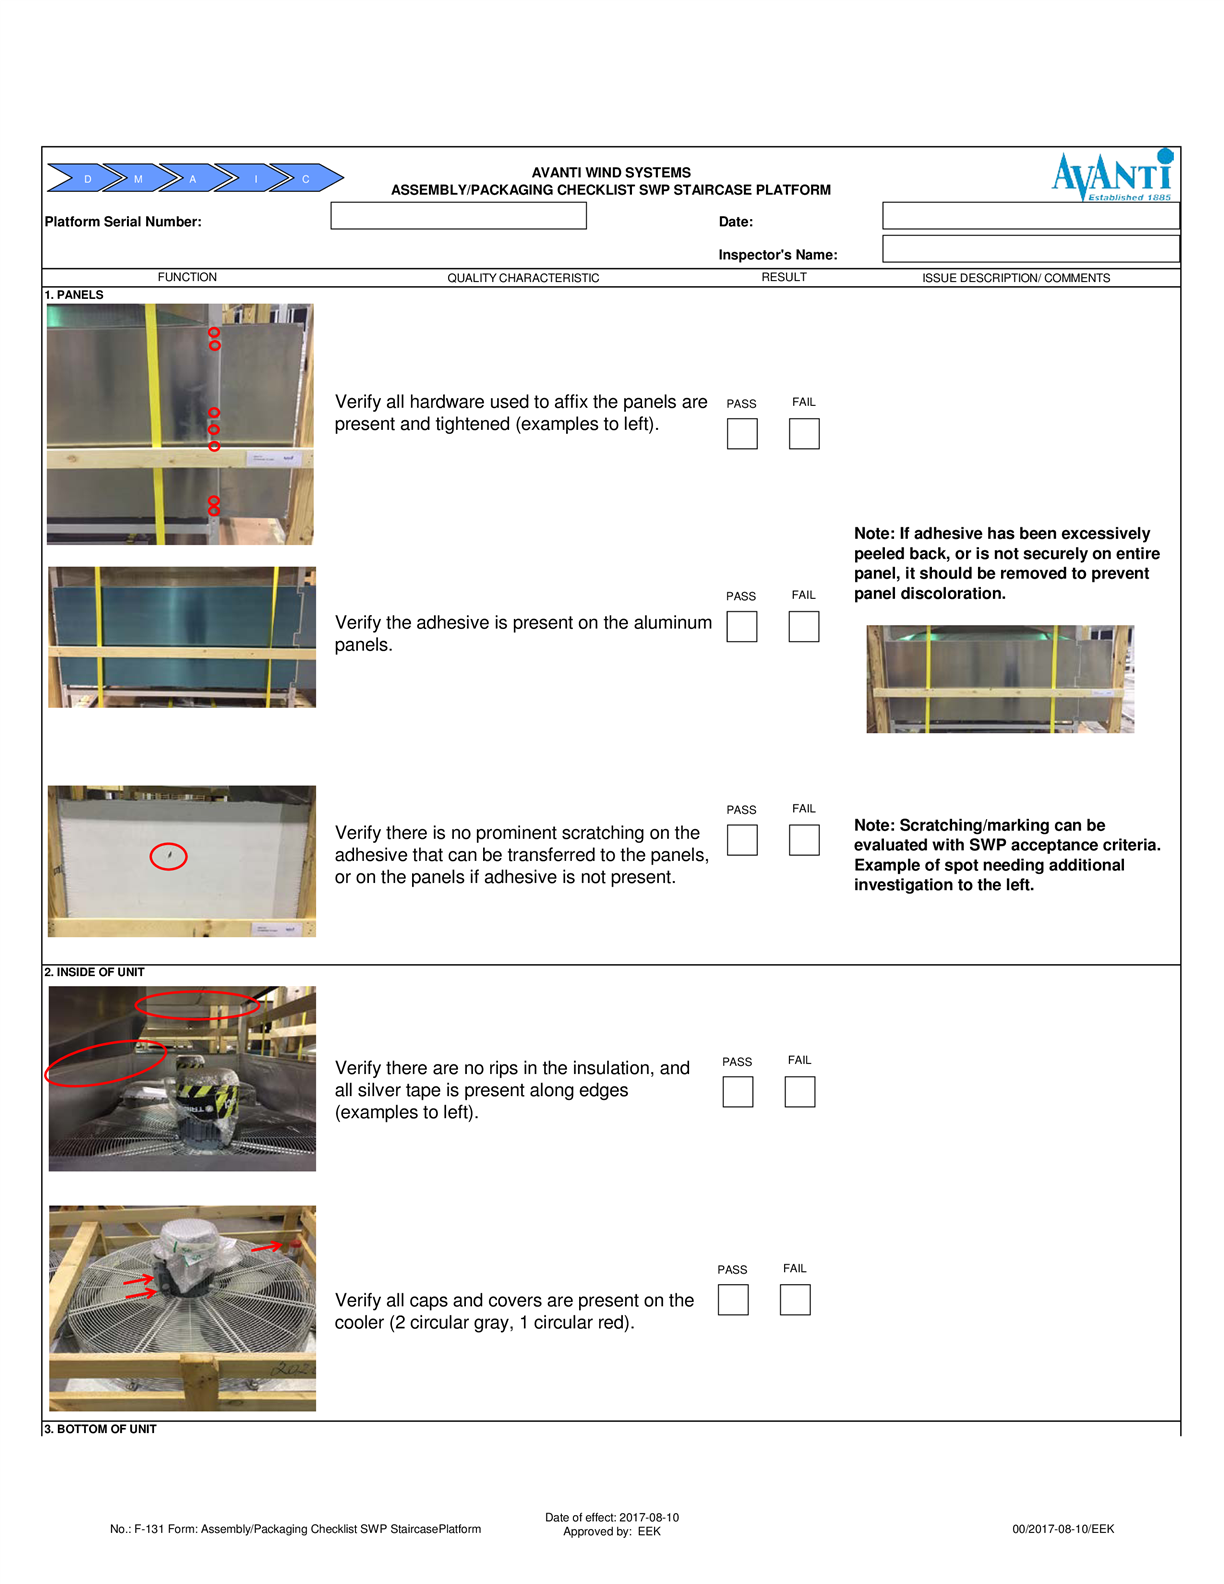 D M A I C
AVANTI WIND SYSTEMS
ASSEMBLY/PACKAGING CHECKLIST SWP STAIRCASE PLATFORM
AVANTI
Established 1885
Platform Serial Number:
Date:
Inspector's Name:
FUNCTION QUALITY CHARACTERISTIC RESULT ISSUE DESCRIPTION/ COMMENTS
1. PANELS
Verify all hardware used to affix the panels are
present and tightened (examples to left).
PASS FAIL
Note: If adhesive has been excessively
peeled back, or is not securely on entire
panel, it should be removed to prevent
panel discoloration.
Verify the adhesive is present on the aluminum
panels.
PASS FAIL
Verify there is no prominent scratching on the
adhesive that can be transferred to the panels,
or on the panels if adhesive is not present.
PASS FAIL
Note: Scratching/marking can be
evaluated with SWP acceptance criteria.
Example of spot needing additional
investigation to the left.
2. INSIDE OF UNIT
Verify there are no rips in the insulation, and
all silver tape is present along edges
(examples to left).
PASS FAIL
Verify all caps and covers are present on the
cooler (2 circular gray, 1 circular red).
PASS FAIL
3. BOTTOM OF UNIT
No.: F-131 Form: Assembly/Packaging Checklist SWP StaircasePlatform
Date of effect: 2017-08-10
Approved by: EEK
00/2017-08-10/EEK